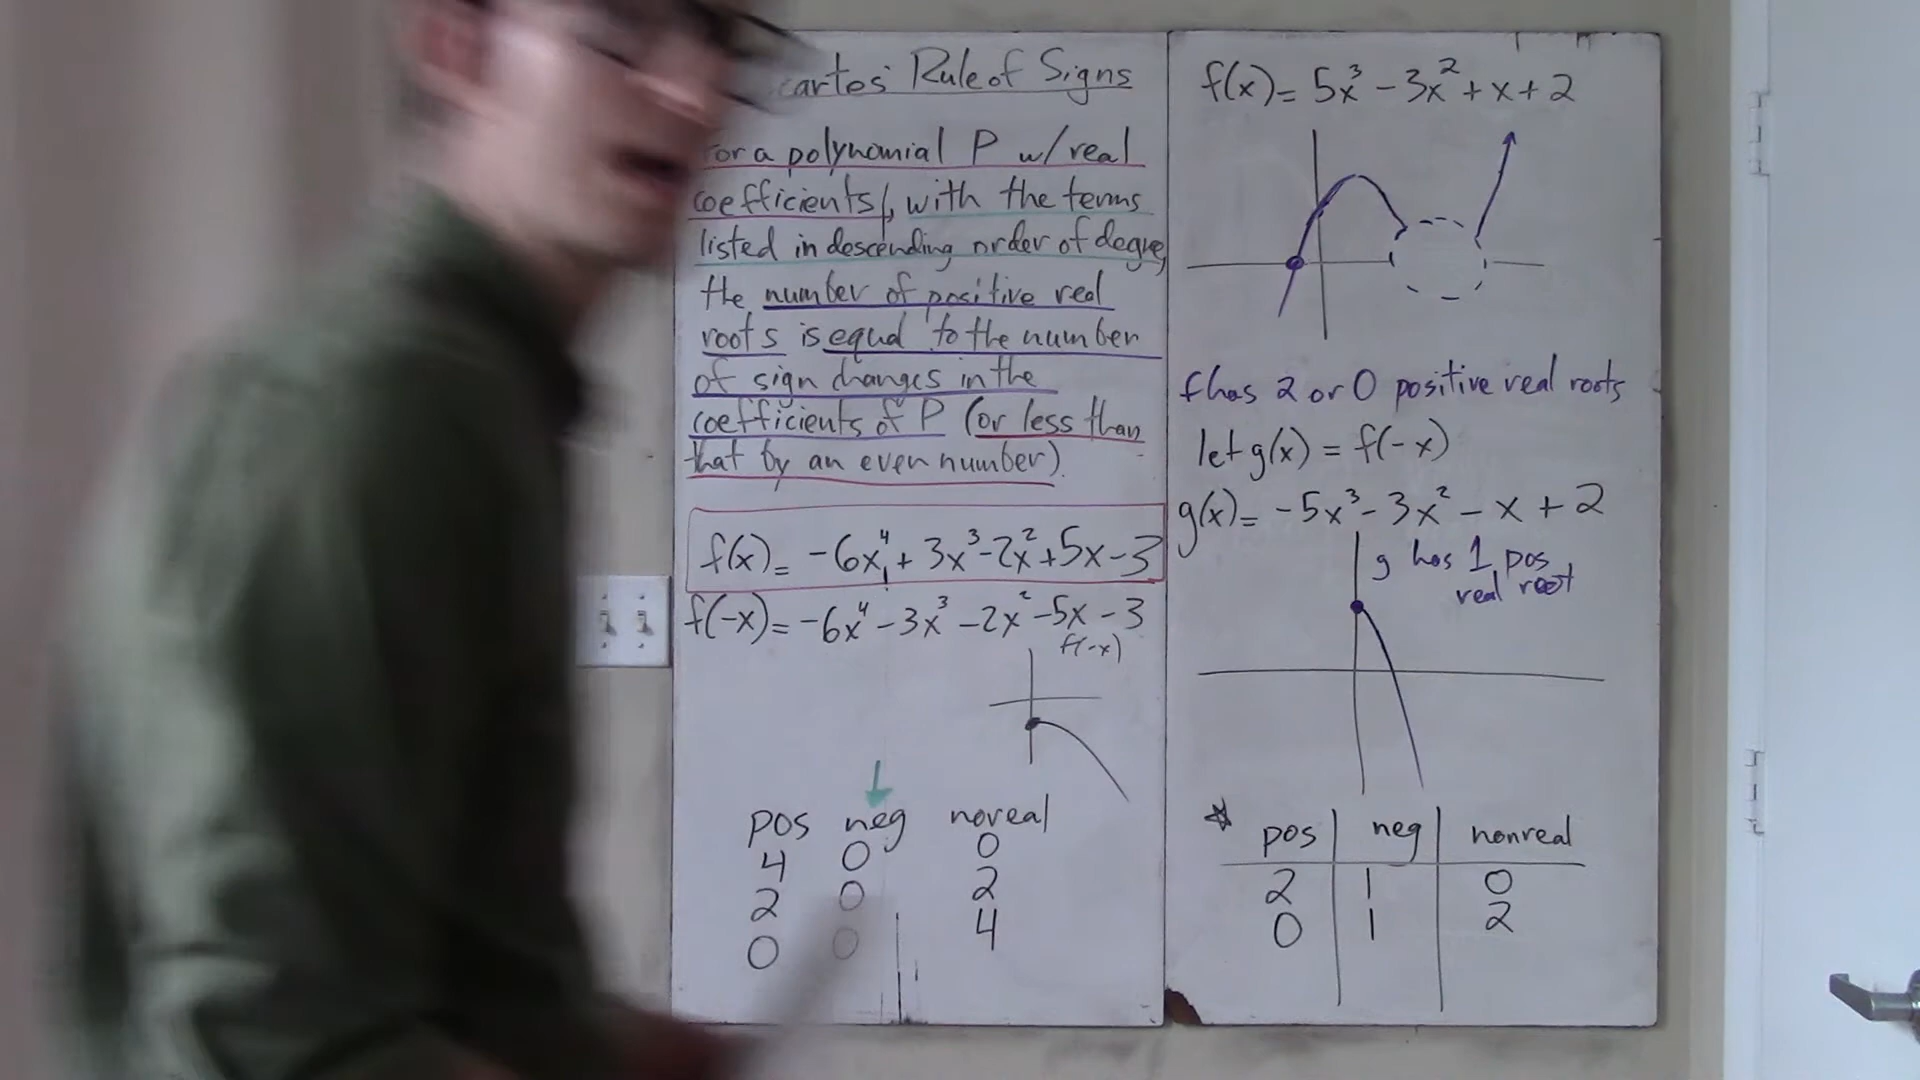 cartes' Rule of Signs
for a polynomial P w/ real
coefficients, with the terms
listed in descending order of degree,
the number of positive real
roots is equal to the number
of sign changes in the
coefficients of P (or less than
that by an even number).
f(x) = -6x⁴ + 3x³ - 2x² + 5x - 3
f(-x) = -6x⁴ - 3x³ - 2x² - 5x - 3
f(-x)
pos neg noreal
4 0 0
2 0 2
0 0 4
f(x) = 5x³ - 3x² + x + 2
f has 2 or 0 positive real roots
let g(x) = f(-x)
g(x) = -5x³ - 3x² - x + 2
g has 1 pos
real root
pos neg nonreal
2 1 0
0 1 2